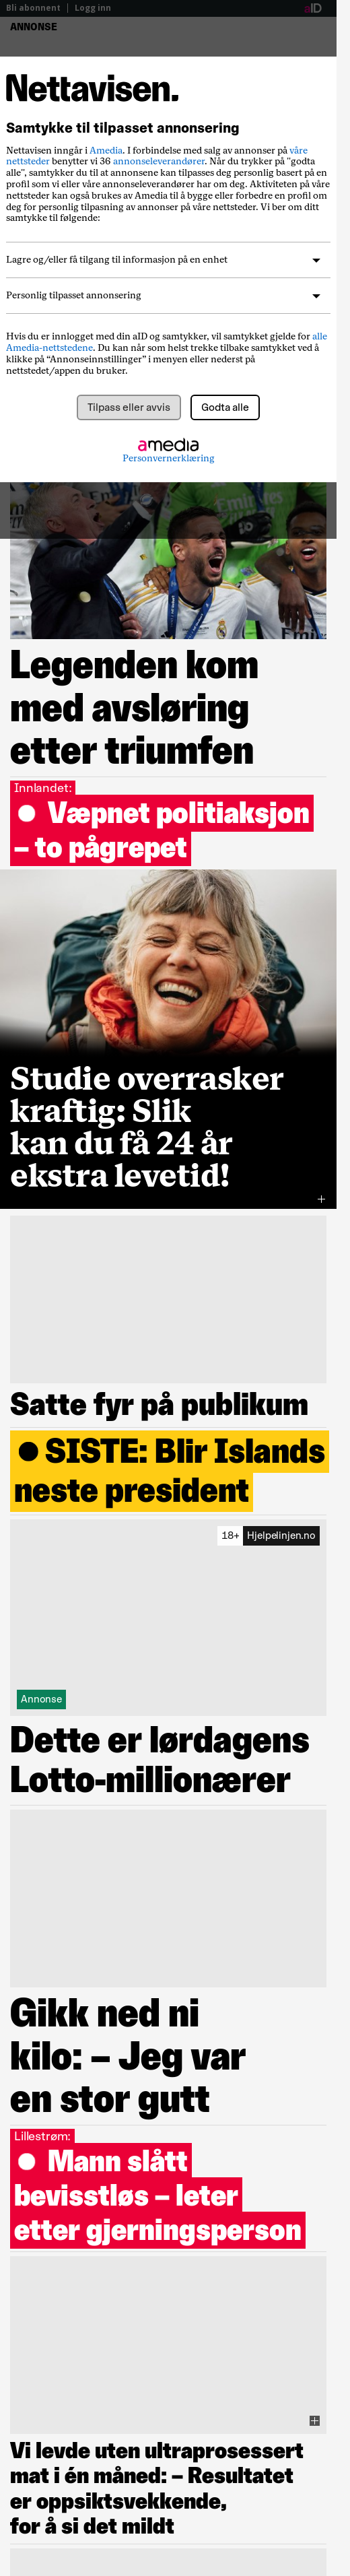 Bli abonnent | Logg inn
aID
ANNONSE
Nettavisen.
Samtykke til tilpasset annonsering
Nettavisen inngår i Amedia. I forbindelse med salg av annonser på våre
nettsteder benytter vi 36 annonseleverandører. Når du trykker på "godta
alle", samtykker du til at annonsene kan tilpasses deg personlig basert på en
profil som vi eller våre annonseleverandører har om deg. Aktiviteten på våre
nettsteder kan også brukes av Amedia til å bygge eller forbedre en profil om
deg for personlig tilpasning av annonser på våre nettsteder. Vi ber om ditt
samtykke til følgende:
Lagre og/eller få tilgang til informasjon på en enhet
Personlig tilpasset annonsering
Hvis du er innlogget med din aID og samtykker, vil samtykket gjelde for alle
Amedia-nettstedene. Du kan når som helst trekke tilbake samtykket ved å
klikke på “Annonseinnstillinger” i menyen eller nederst på
nettstedet/appen du bruker.
Tilpass eller avvis
Godta alle
amedia
Personvernerklæring
Legenden kom
med avsløring
etter triumfen
Innlandet:
● Væpnet politiaksjon
– to pågrepet
Studie overrasker
kraftig: Slik
kan du få 24 år
ekstra levetid!
Satte fyr på publikum
● SISTE: Blir Islands
neste president
18+ Hjelpelinjen.no
Annonse
Dette er lørdagens
Lotto-millionærer
Gikk ned ni
kilo: – Jeg var
en stor gutt
Lillestrøm:
● Mann slått
bevisstløs – leter
etter gjerningsperson
Vi levde uten ultraprosessert
mat i én måned: – Resultatet
er oppsiktsvekkende,
for å si det mildt